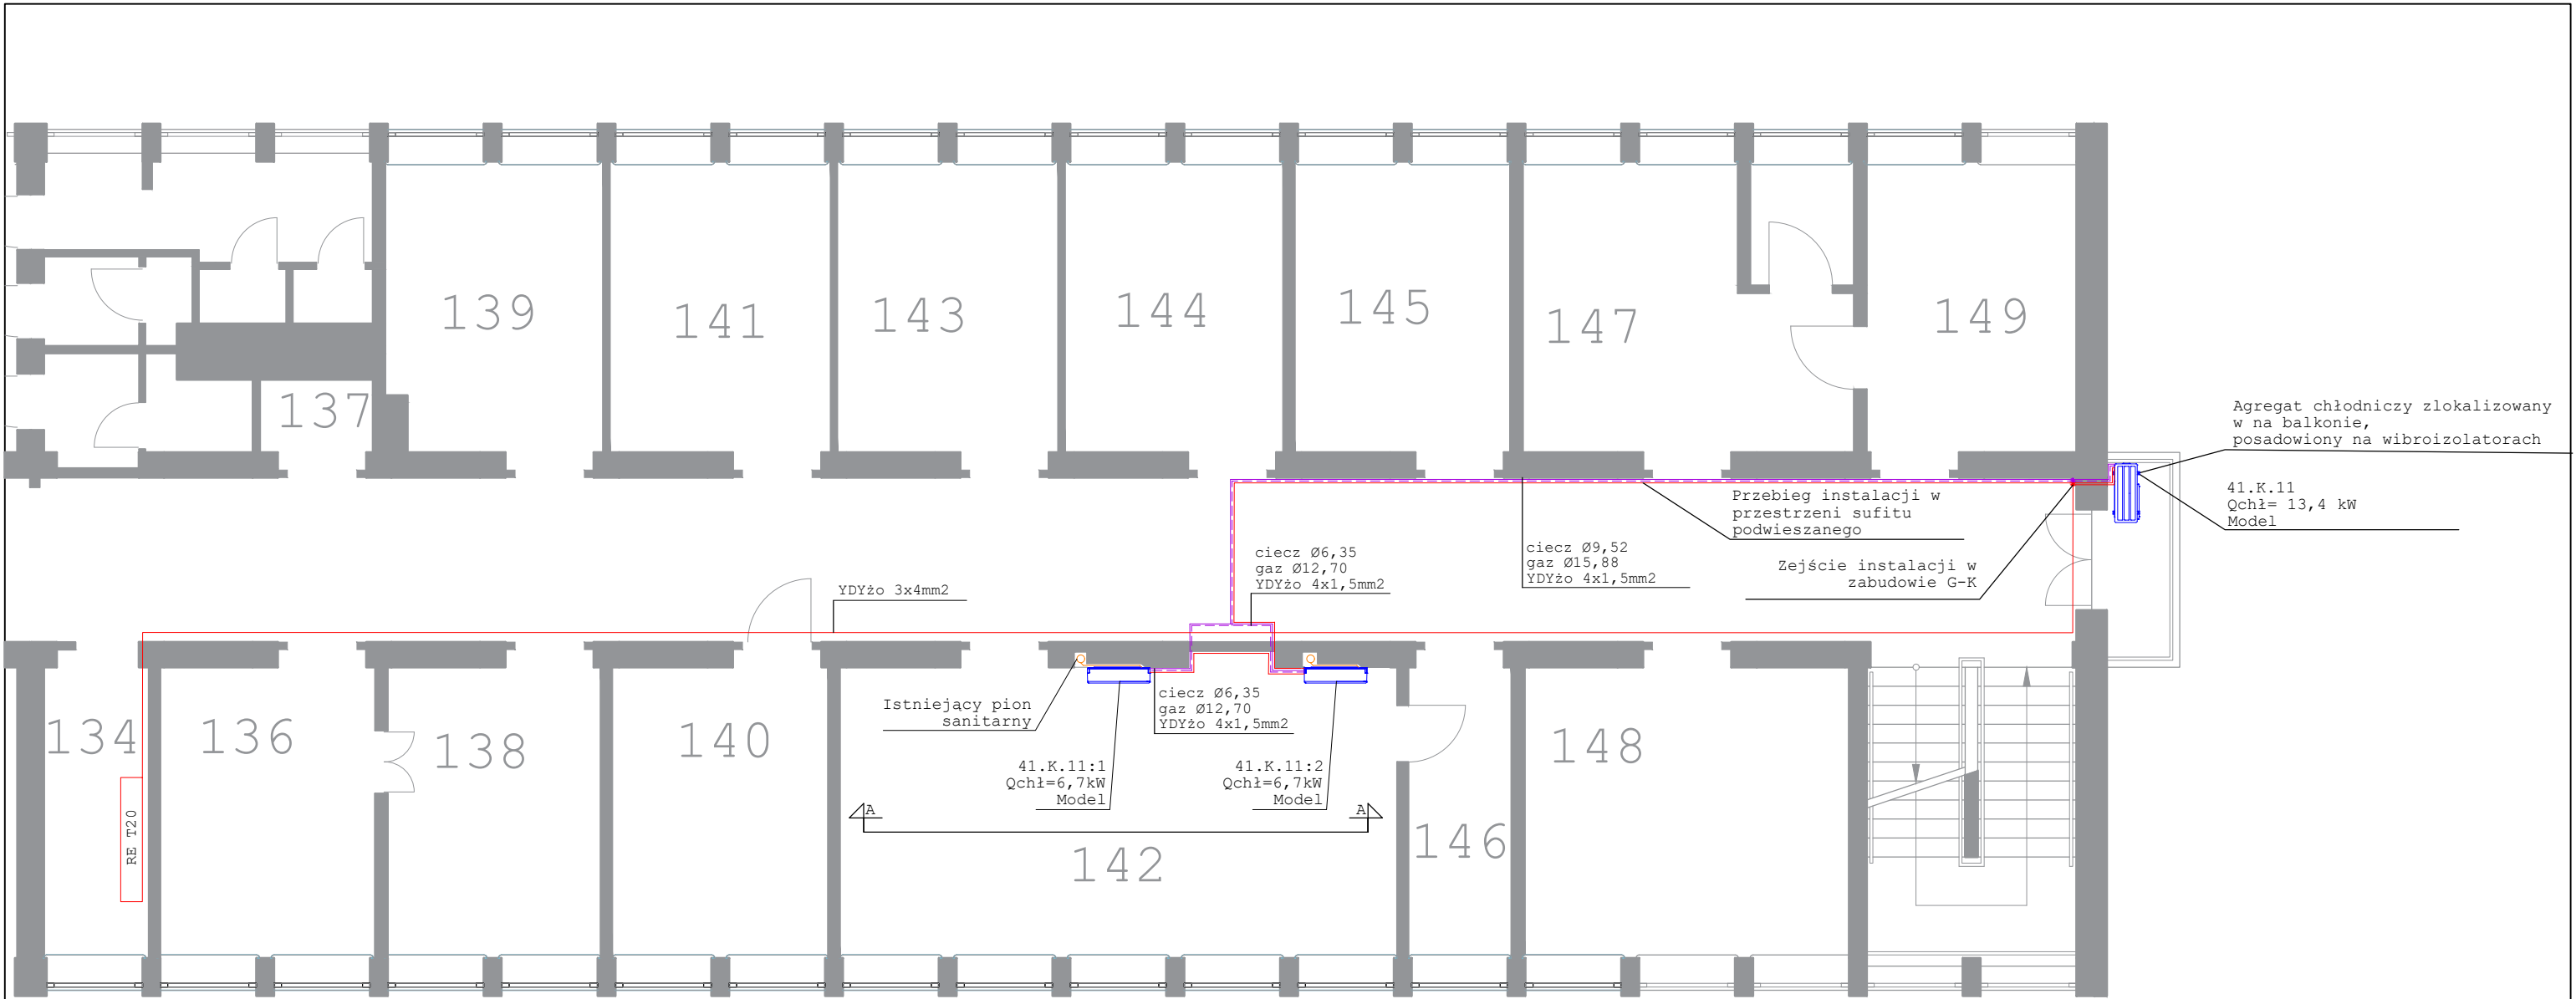 139
141
143
144
145
147
149
137
Agregat chłodniczy zlokalizowany
w na balkonie,
posadowiony na wibroizolatorach
41.K.11
Qchł= 13,4 kW
Model
Przebieg instalacji w
przestrzeni sufitu
podwieszanego
ciecz Ø9,52
gaz Ø15,88
YDYżo 4x1,5mm2
ciecz Ø6,35
gaz Ø12,70
YDYżo 4x1,5mm2
Zejście instalacji w
zabudowie G-K
YDYżo 3x4mm2
Q
Q
Istniejący pion
sanitarny
ciecz Ø6,35
gaz Ø12,70
YDYżo 4x1,5mm2
134
136
138
140
148
41.K.11:1
Qchł=6,7kW
Model
41.K.11:2
Qchł=6,7kW
Model
A
A
RE T20
142
146